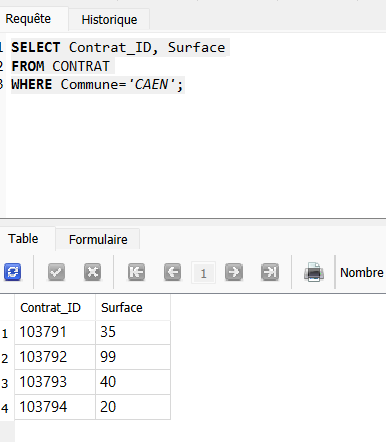 Requête Historique
1 SELECT Contrat_ID, Surface
2 FROM CONTRAT
3 WHERE Commune='CAEN';
Table Formulaire
1 Nombre
Contrat_ID Surface
1 103791 35
2 103792 99
3 103793 40
4 103794 20